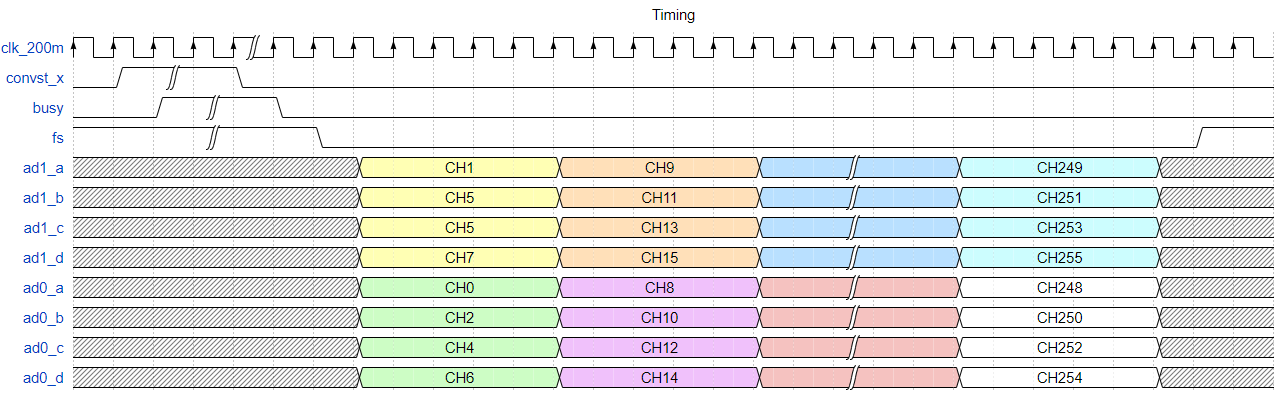 Timing
clk_200m
convst_x
busy
fs
ad1_a CH1 CH9 CH249
ad1_b CH5 CH11 CH251
ad1_c CH5 CH13 CH253
ad1_d CH7 CH15 CH255
ad0_a CH0 CH8 CH248
ad0_b CH2 CH10 CH250
ad0_c CH4 CH12 CH252
ad0_d CH6 CH14 CH254